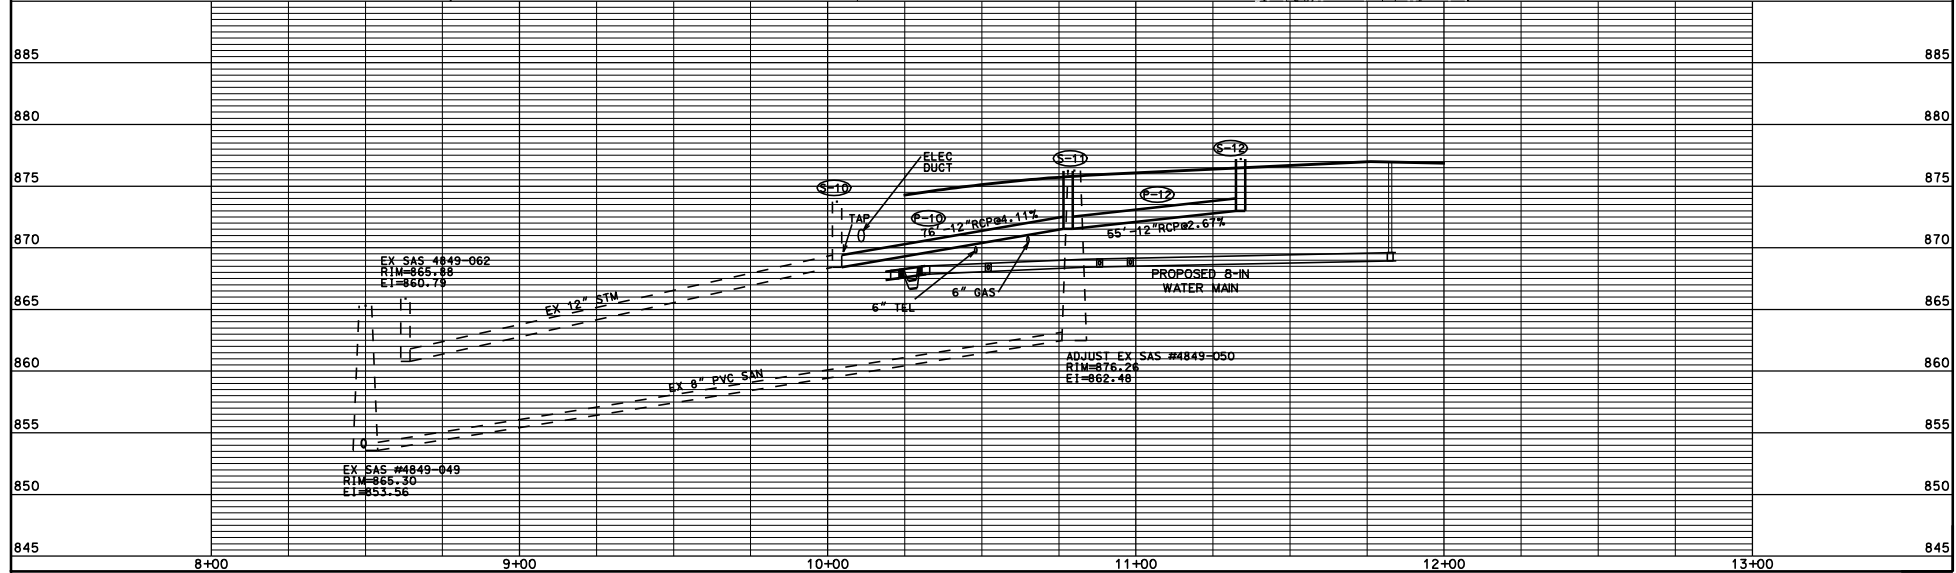 885
885
880
880
ELEC
DUCT
S-11
S-12
875
875
S-10
P-12
TAP
P-10
76'-12"RCP@4.11%
55'-12"RCP@2.67%
870
870
EX SAS 4849-062
RIM=865.88
EI=860.79
PROPOSED 8-IN
WATER MAIN
6" GAS
6" TEL
EX 12" STM
865
865
860
860
ADJUST EX SAS #4849-050
RIM=876.26
EI=862.48
EX 8" PVC SAN
855
855
EX SAS #4849-049
RIM=865.30
EI=853.56
850
850
845
845
8+00
9+00
10+00
11+00
12+00
13+00